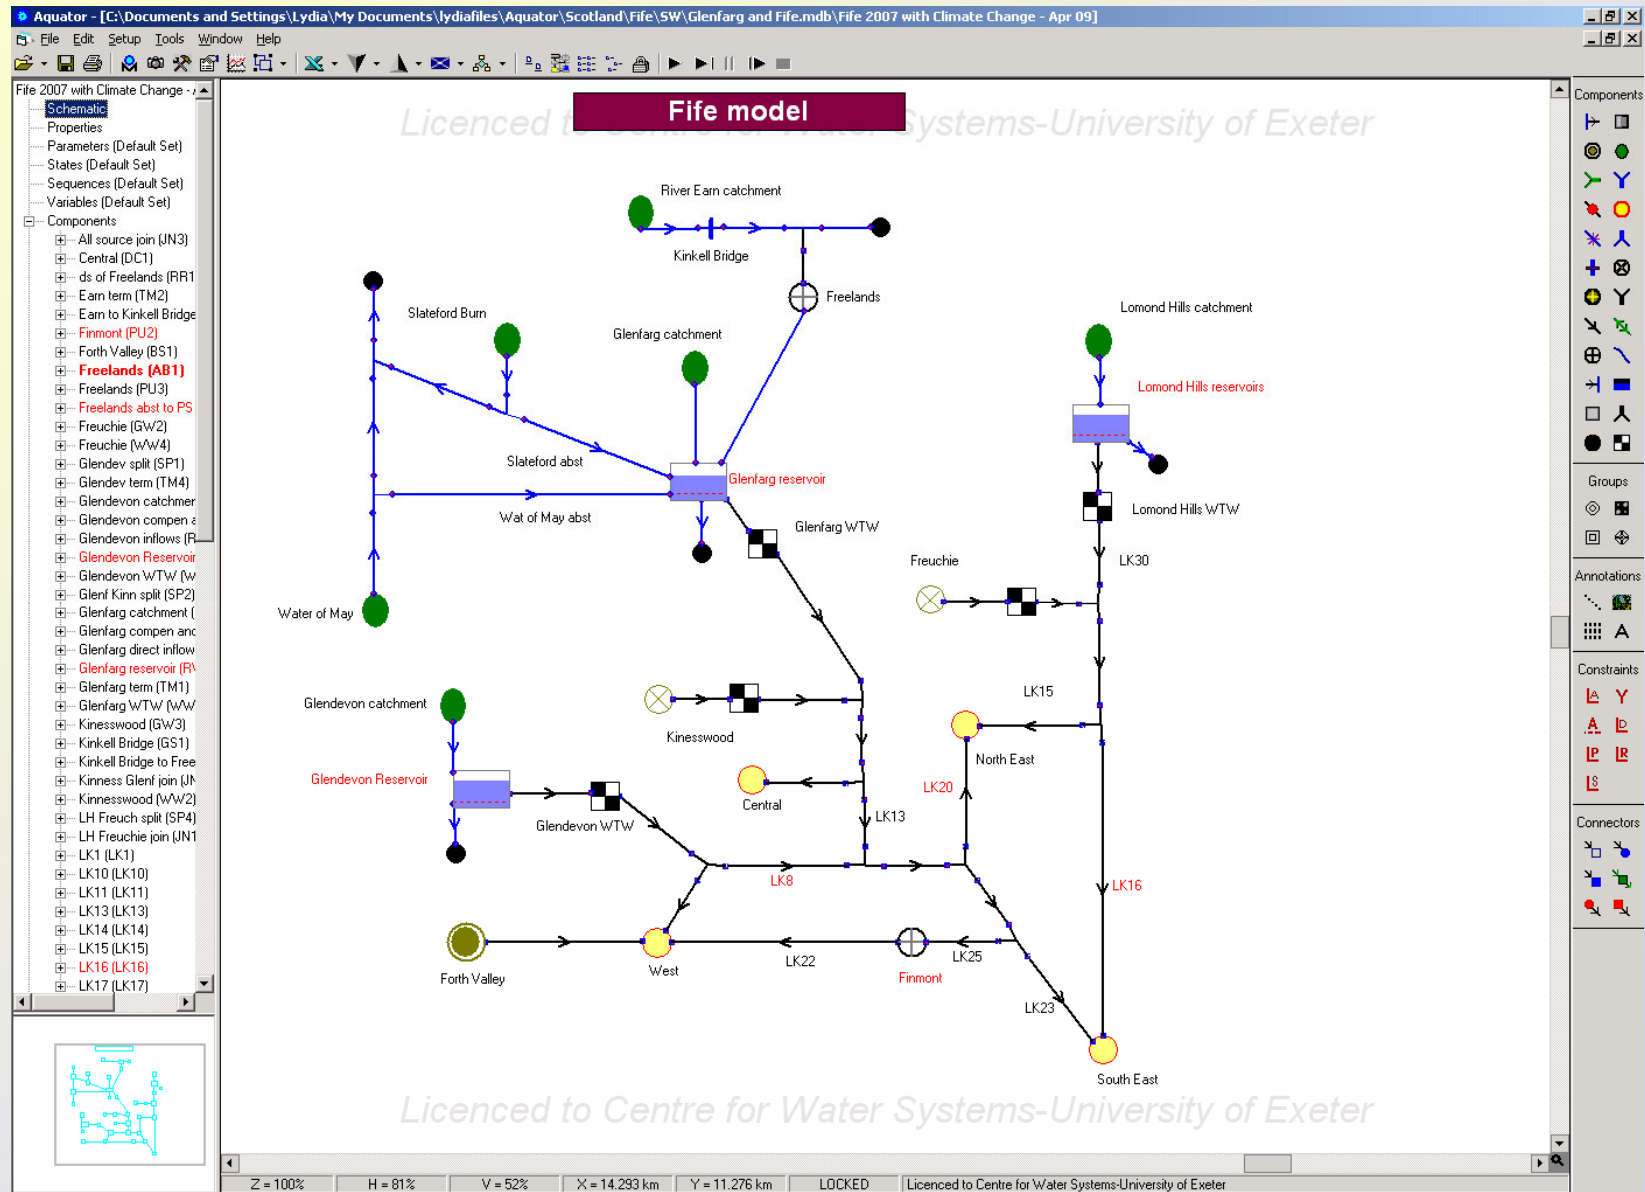 Aquator - [C:\Documents and Settings\Lydia\My Documents\lydiafiles\Aquator\Scotland\Fife\SW\Glenfarg and Fife.mdb\Fife 2007 with Climate Change - Apr 09]
File Edit Setup Tools Window Help
Fife 2007 with Climate Change -
Schematic
Properties
Parameters (Default Set)
States (Default Set)
Sequences (Default Set)
Variables (Default Set)
Components
All source join (JN3)
Central (DC1)
ds of Freelands (RR1
Earn term (TM2)
Earn to Kinkell Bridge
Finmont (PU2)
Forth Valley (BS1)
Freelands (AB1)
Freelands (PU3)
Freelands abst to PS
Freuchie (GW2)
Freuchie (WW4)
Glendev split (SP1)
Glendev term (TM4)
Glendevon catchmer
Glendevon compen a
Glendevon inflows (R
Glendevon Reservoir
Glendevon WTW (W
Glenf Kinn split (SP2)
Glenfarg catchment (
Glenfarg compen anc
Glenfarg direct inflow
Glenfarg reservoir (RV
Glenfarg term (TM1)
Glenfarg WTW (WW
Kinesswood (GW3)
Kinkell Bridge (GS1)
Kinkell Bridge to Free
Kinness Glenf join (JN
Kinnesswood (WW2)
LH Freuch split (SP4)
LH Freuchie join (JN1
LK1 (LK1)
LK10 (LK10)
LK11 (LK11)
LK13 (LK13)
LK14 (LK14)
LK15 (LK15)
LK16 (LK16)
LK17 (LK17)
Fife model
Licenced to Centre for Water Systems-University of Exeter
River Earn catchment
Kinkell Bridge
Freelands
Slateford Burn
Glenfarg catchment
Lomond Hills catchment
Lomond Hills reservoirs
Slateford abst
Glenfarg reservoir
Wat of May abst
Glenfarg WTW
Lomond Hills WTW
Freuchie
LK30
Water of May
Glendevon catchment
LK15
Kinesswood
North East
Glendevon Reservoir
LK20
Central
LK13
Glendevon WTW
LK8
LK16
Forth Valley
West
LK22
LK25
Finmont
LK23
South East
Licenced to Centre for Water Systems-University of Exeter
Components
Groups
Annotations
A
Constraints
Connectors
Z = 100%
H = 81%
V = 52%
X = 14.293 km
Y = 11.276 km
LOCKED
Licenced to Centre for Water Systems-University of Exeter